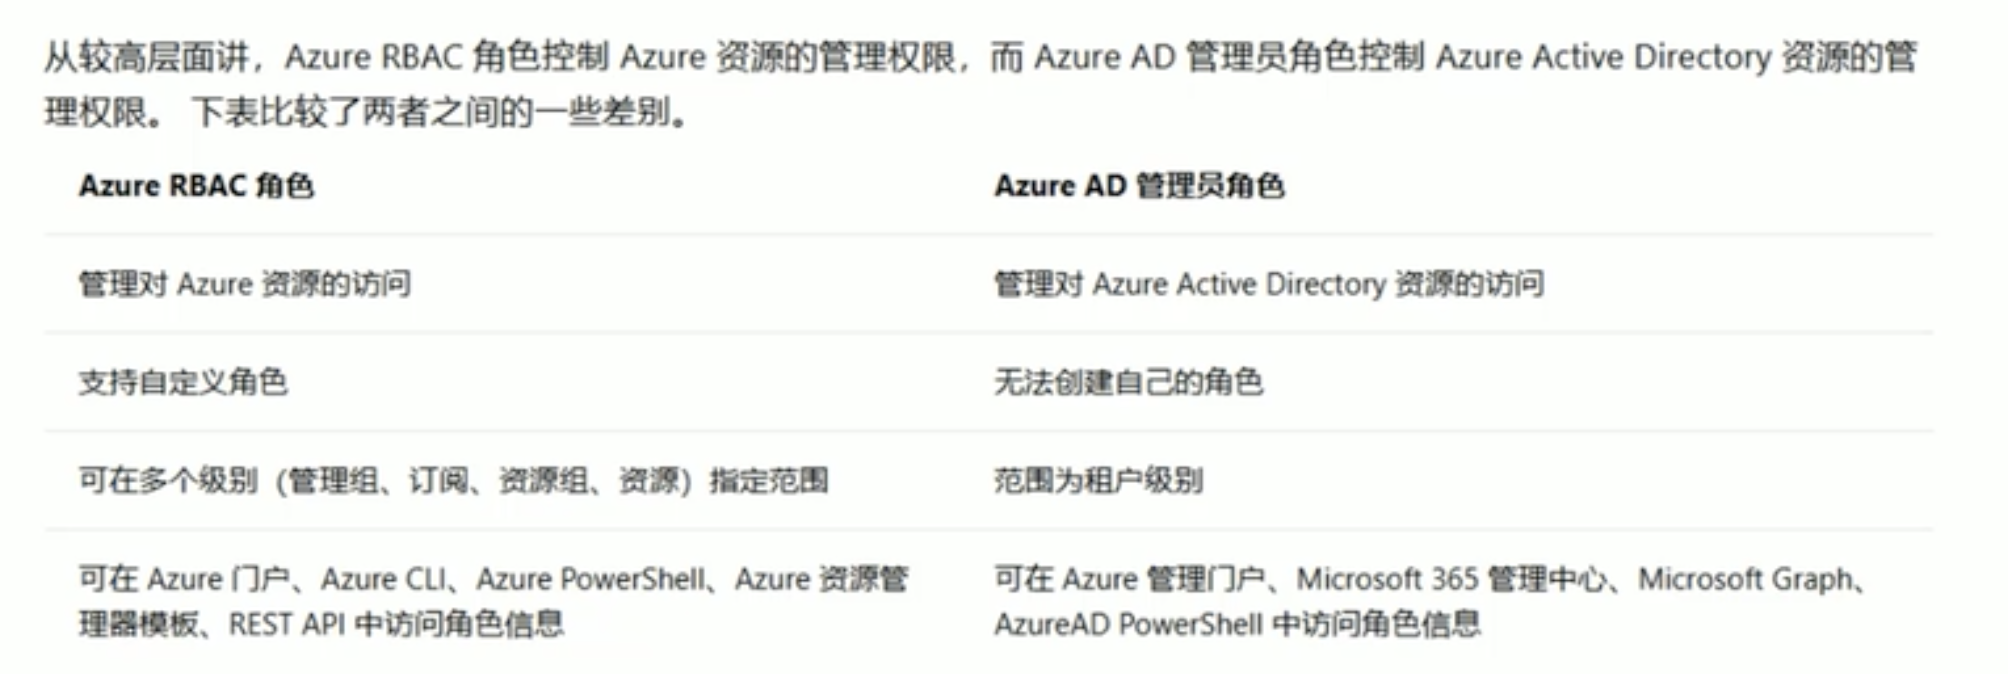 从较高层面讲，Azure RBAC 角色控制 Azure 资源的管理权限，而 Azure AD 管理员角色控制 Azure Active Directory 资源的管
理权限。 下表比较了两者之间的一些差别。
Azure RBAC 角色
Azure AD 管理员角色
管理对 Azure 资源的访问
管理对 Azure Active Directory 资源的访问
支持自定义角色
无法创建自己的角色
可在多个级别（管理组、订阅、资源组、资源）指定范围
范围为租户级别
可在 Azure 门户、Azure CLI、Azure PowerShell、Azure 资源管
理器模板、REST API 中访问角色信息
可在 Azure 管理门户、Microsoft 365 管理中心、Microsoft Graph、
AzureAD PowerShell 中访问角色信息